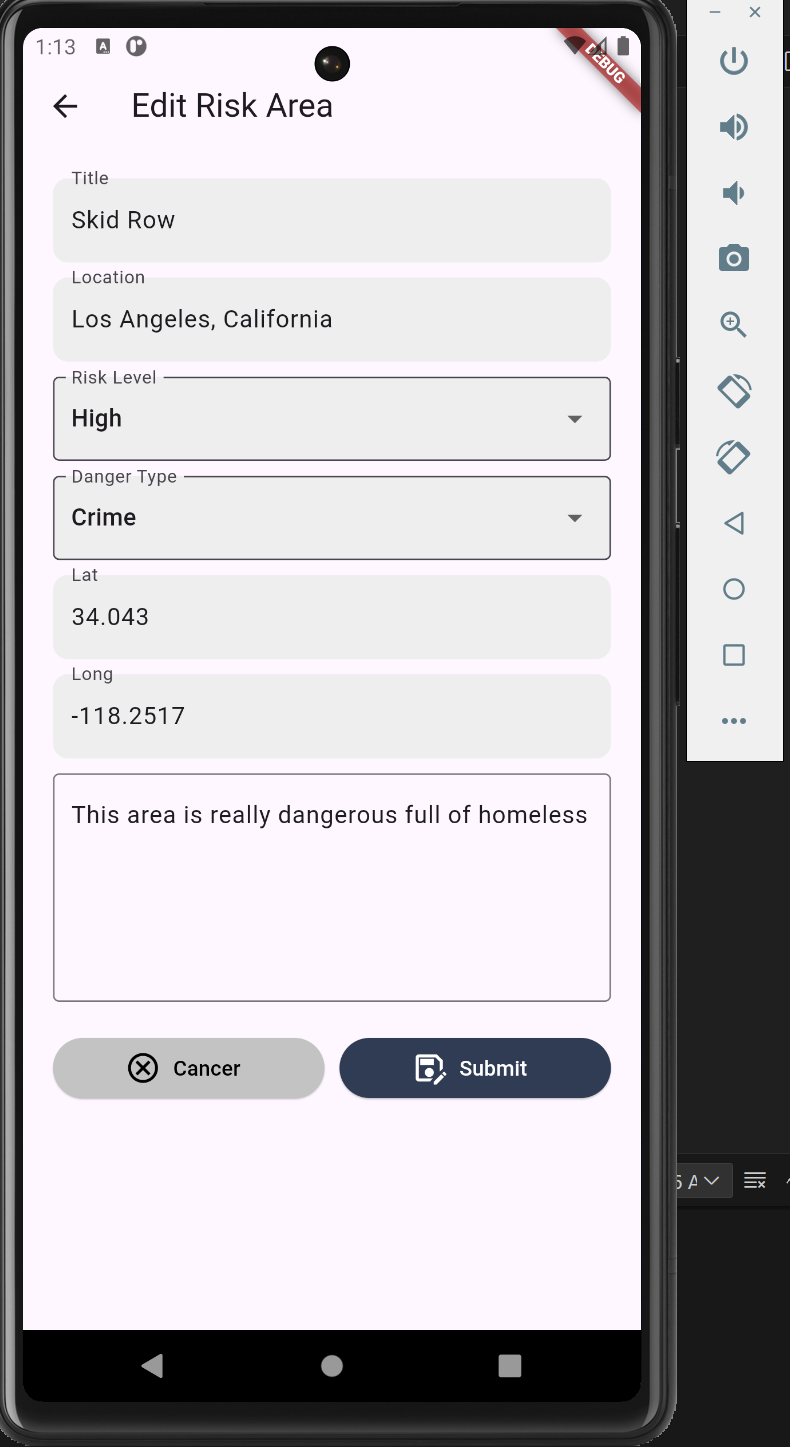 1:13
DEBUG
Edit Risk Area
Title
Skid Row
Location
Los Angeles, California
Risk Level
High
Danger Type
Crime
Lat
34.043
Long
-118.2517
This area is really dangerous full of homeless
Cancer
Submit